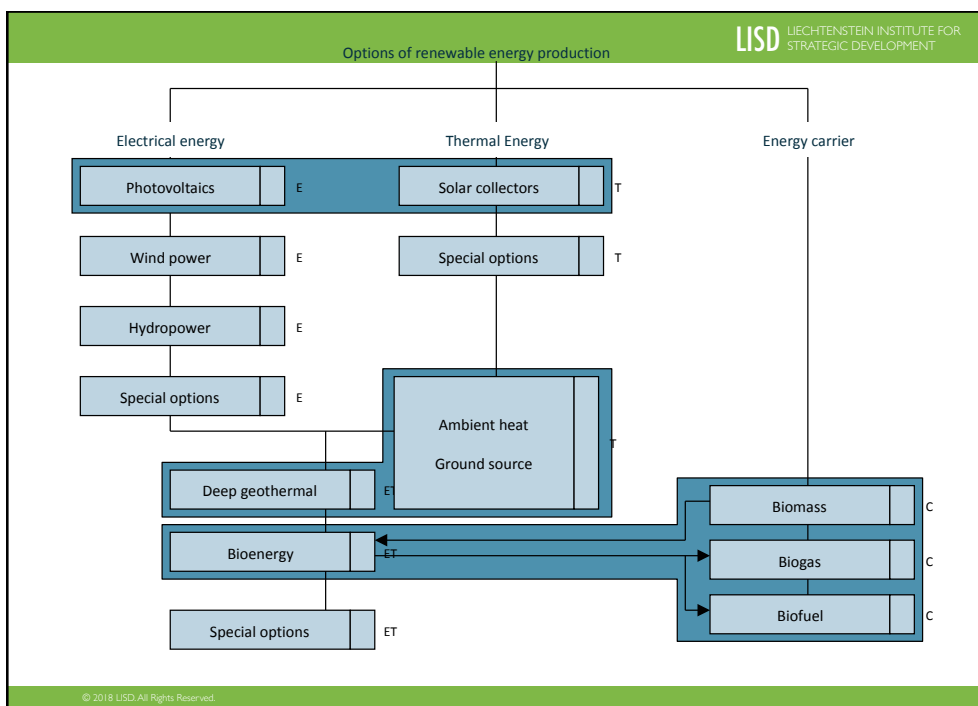 LISD LIECHTENSTEIN INSTITUTE FOR
STRATEGIC DEVELOPMENT
Options of renewable energy production
Electrical energy
Thermal Energy
Energy carrier
Photovoltaics E
Solar collectors T
Wind power E
Special options T
Hydropower E
Special options E
Ambient heat
Ground source
T
Deep geothermal ET
Biomass C
Bioenergy ET
Biogas C
Biofuel C
Special options ET
© 2018 LISD. All Rights Reserved.